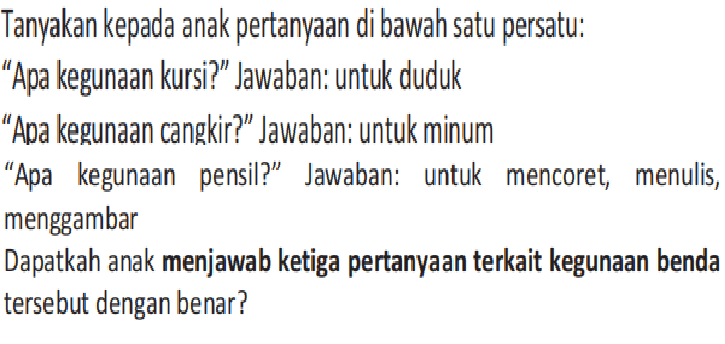 Tanyakan kepada anak pertanyaan di bawah satu persatu:
“Apa kegunaan kursi?” Jawaban: untuk duduk
“Apa kegunaan cangkir?” Jawaban: untuk minum
“Apa kegunaan pensil?” Jawaban: untuk mencoret, menulis,
menggambar
Dapatkah anak menjawab ketiga pertanyaan terkait kegunaan benda
tersebut dengan benar?